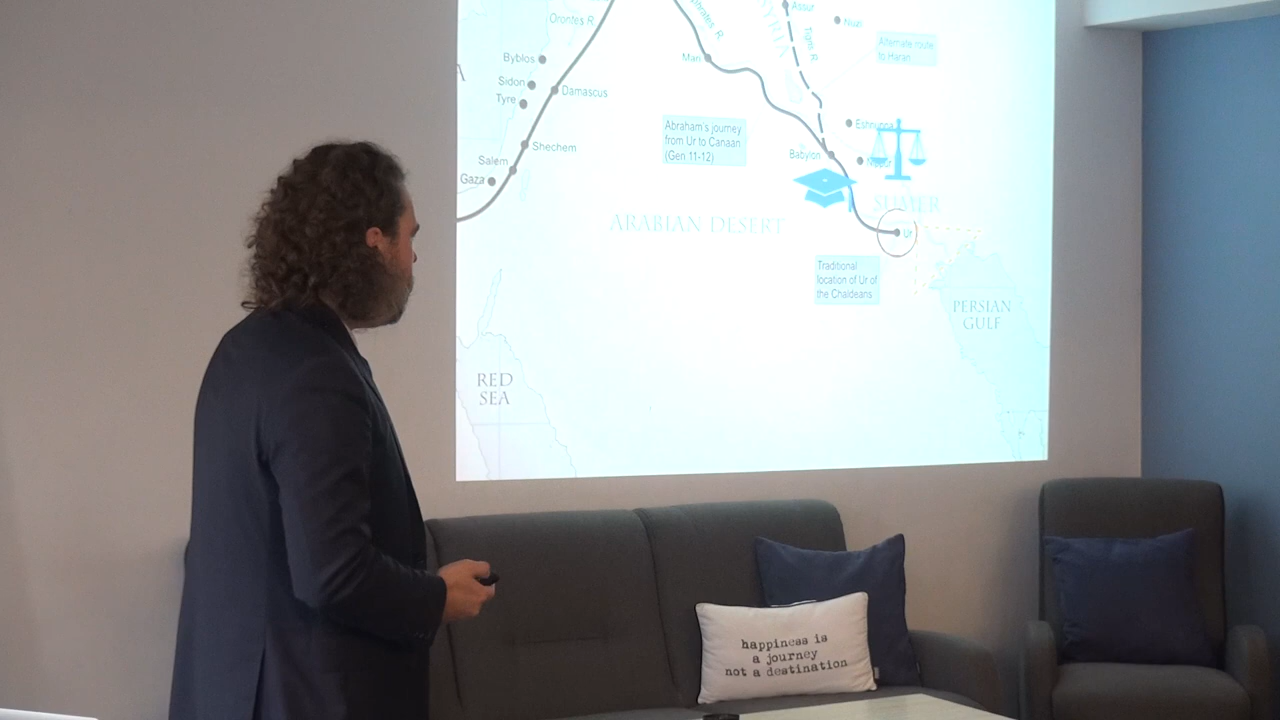 Orontes R.
Assur
Nuzi
Alternate route
to Haran
Byblos
Mari
Tigris R.
Sidon
Tyre
Damascus
Abraham's journey
from Ur to Canaan
(Gen 11-12)
Eshnunna
Shechem
Babylon
Nippur
Salem
Gaza
SUMER
ARABIAN DESERT
Ur
Traditional
location of Ur of
the Chaldeans
PERSIAN
GULF
RED
SEA
happiness is
a journey
not a destination